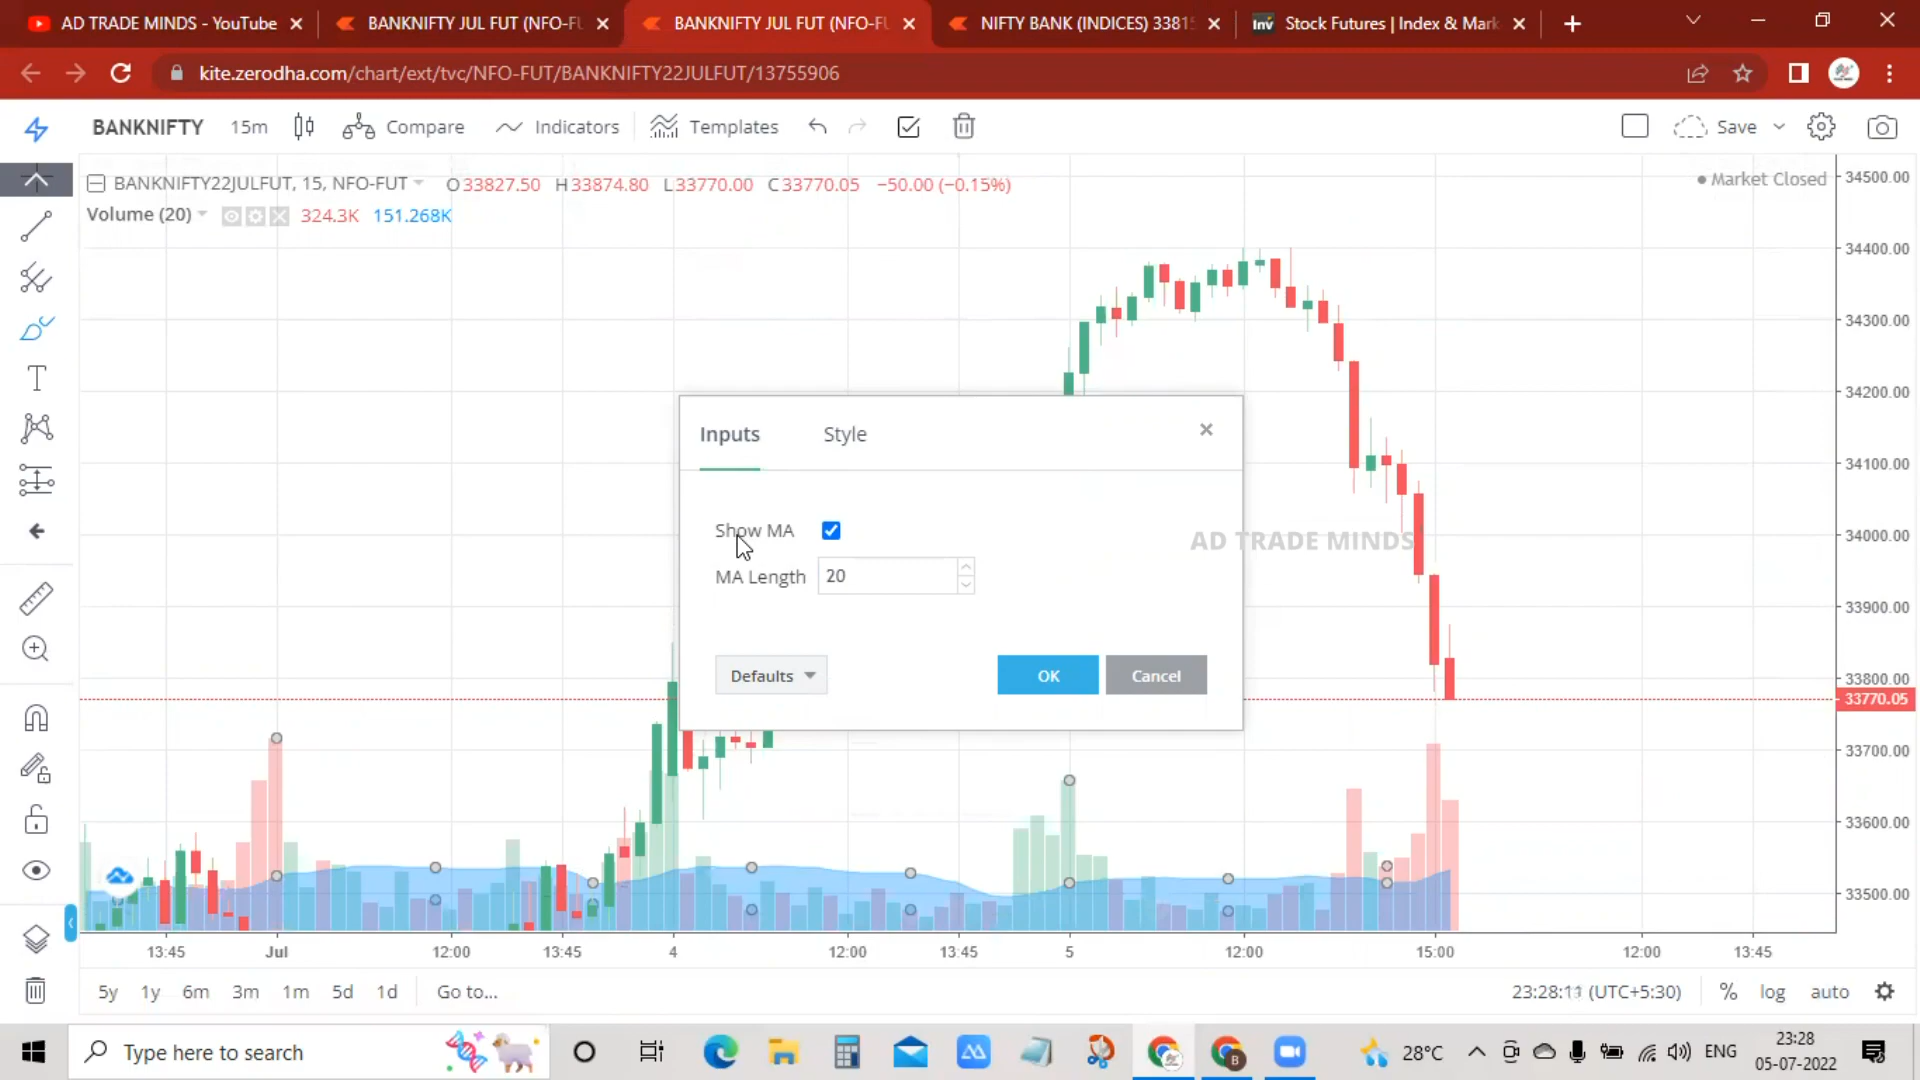 AD TRADE MINDS - YouTube
BANKNIFTY JUL FUT (NFO-FU
BANKNIFTY JUL FUT (NFO-FU
NIFTY BANK (INDICES) 3381
Stock Futures | Index & Mark
kite.zerodha.com/chart/ext/tvc/NFO-FUT/BANKNIFTY22JULFUT/13755906
BANKNIFTY 15m Compare Indicators Templates Save
BANKNIFTY22JULFUT, 15, NFO-FUT O33827.50 H33874.80 L33770.00 C33770.05 −50.00 (−0.15%)
Market Closed
Volume (20) 324.3K 151.268K
34500.00
34400.00
34300.00
34200.00
34100.00
34000.00
33900.00
33800.00
33770.05
33700.00
33600.00
33500.00
Inputs Style
Show MA
MA Length 20
Defaults OK Cancel
AD TRADE MINDS
13:45 Jul 12:00 13:45 4 12:00 13:45 5 12:00 15:00 12:00 13:45
5y 1y 6m 3m 1m 5d 1d Go to... 23:28:11 (UTC+5:30) % log auto
Type here to search
28°C
ENG
23:28
05-07-2022